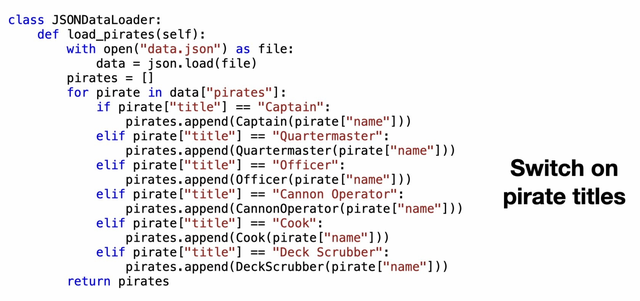 class JSONDataLoader:
    def load_pirates(self):
        with open("data.json") as file:
            data = json.load(file)
        pirates = []
        for pirate in data["pirates"]:
            if pirate["title"] == "Captain":
                pirates.append(Captain(pirate["name"]))
            elif pirate["title"] == "Quartermaster":
                pirates.append(Quartermaster(pirate["name"]))
            elif pirate["title"] == "Officer":
                pirates.append(Officer(pirate["name"]))
            elif pirate["title"] == "Cannon Operator":
                pirates.append(CannonOperator(pirate["name"]))
            elif pirate["title"] == "Cook":
                pirates.append(Cook(pirate["name"]))
            elif pirate["title"] == "Deck Scrubber":
                pirates.append(DeckScrubber(pirate["name"]))
        return pirates
Switch on
pirate titles